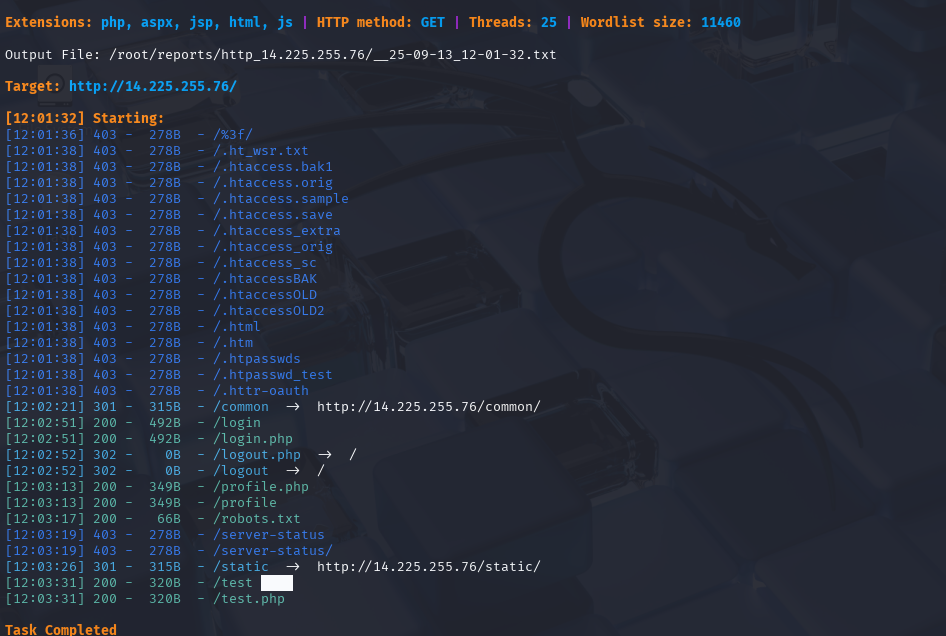 Extensions: php, aspx, jsp, html, js | HTTP method: GET | Threads: 25 | Wordlist size: 11460
Output File: /root/reports/http_14.225.255.76/__25-09-13_12-01-32.txt
Target: http://14.225.255.76/
[12:01:32] Starting:
[12:01:36] 403 -  278B  - /%3f/
[12:01:38] 403 -  278B  - /.ht_wsr.txt
[12:01:38] 403 -  278B  - /.htaccess.bak1
[12:01:38] 403 -  278B  - /.htaccess.orig
[12:01:38] 403 -  278B  - /.htaccess.sample
[12:01:38] 403 -  278B  - /.htaccess.save
[12:01:38] 403 -  278B  - /.htaccess_extra
[12:01:38] 403 -  278B  - /.htaccess_orig
[12:01:38] 403 -  278B  - /.htaccess_sc
[12:01:38] 403 -  278B  - /.htaccessBAK
[12:01:38] 403 -  278B  - /.htaccessOLD
[12:01:38] 403 -  278B  - /.htaccessOLD2
[12:01:38] 403 -  278B  - /.html
[12:01:38] 403 -  278B  - /.htm
[12:01:38] 403 -  278B  - /.htpasswds
[12:01:38] 403 -  278B  - /.htpasswd_test
[12:01:38] 403 -  278B  - /.httr-oauth
[12:02:21] 301 -  315B  - /common  ->  http://14.225.255.76/common/
[12:02:51] 200 -  492B  - /login
[12:02:51] 200 -  492B  - /login.php
[12:02:52] 302 -    0B  - /logout.php  ->  /
[12:02:52] 302 -    0B  - /logout  ->  /
[12:03:13] 200 -  349B  - /profile.php
[12:03:13] 200 -  349B  - /profile
[12:03:17] 200 -   66B  - /robots.txt
[12:03:19] 403 -  278B  - /server-status
[12:03:19] 403 -  278B  - /server-status/
[12:03:26] 301 -  315B  - /static  ->  http://14.225.255.76/static/
[12:03:31] 200 -  320B  - /test
[12:03:31] 200 -  320B  - /test.php
Task Completed